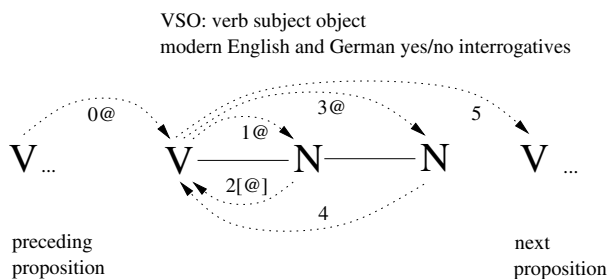 VSO: verb subject object
modern English and German yes/no interrogatives
0@ 1@ 3@ 5
V ... V N N V ...
2[@] 4
preceding next
proposition proposition